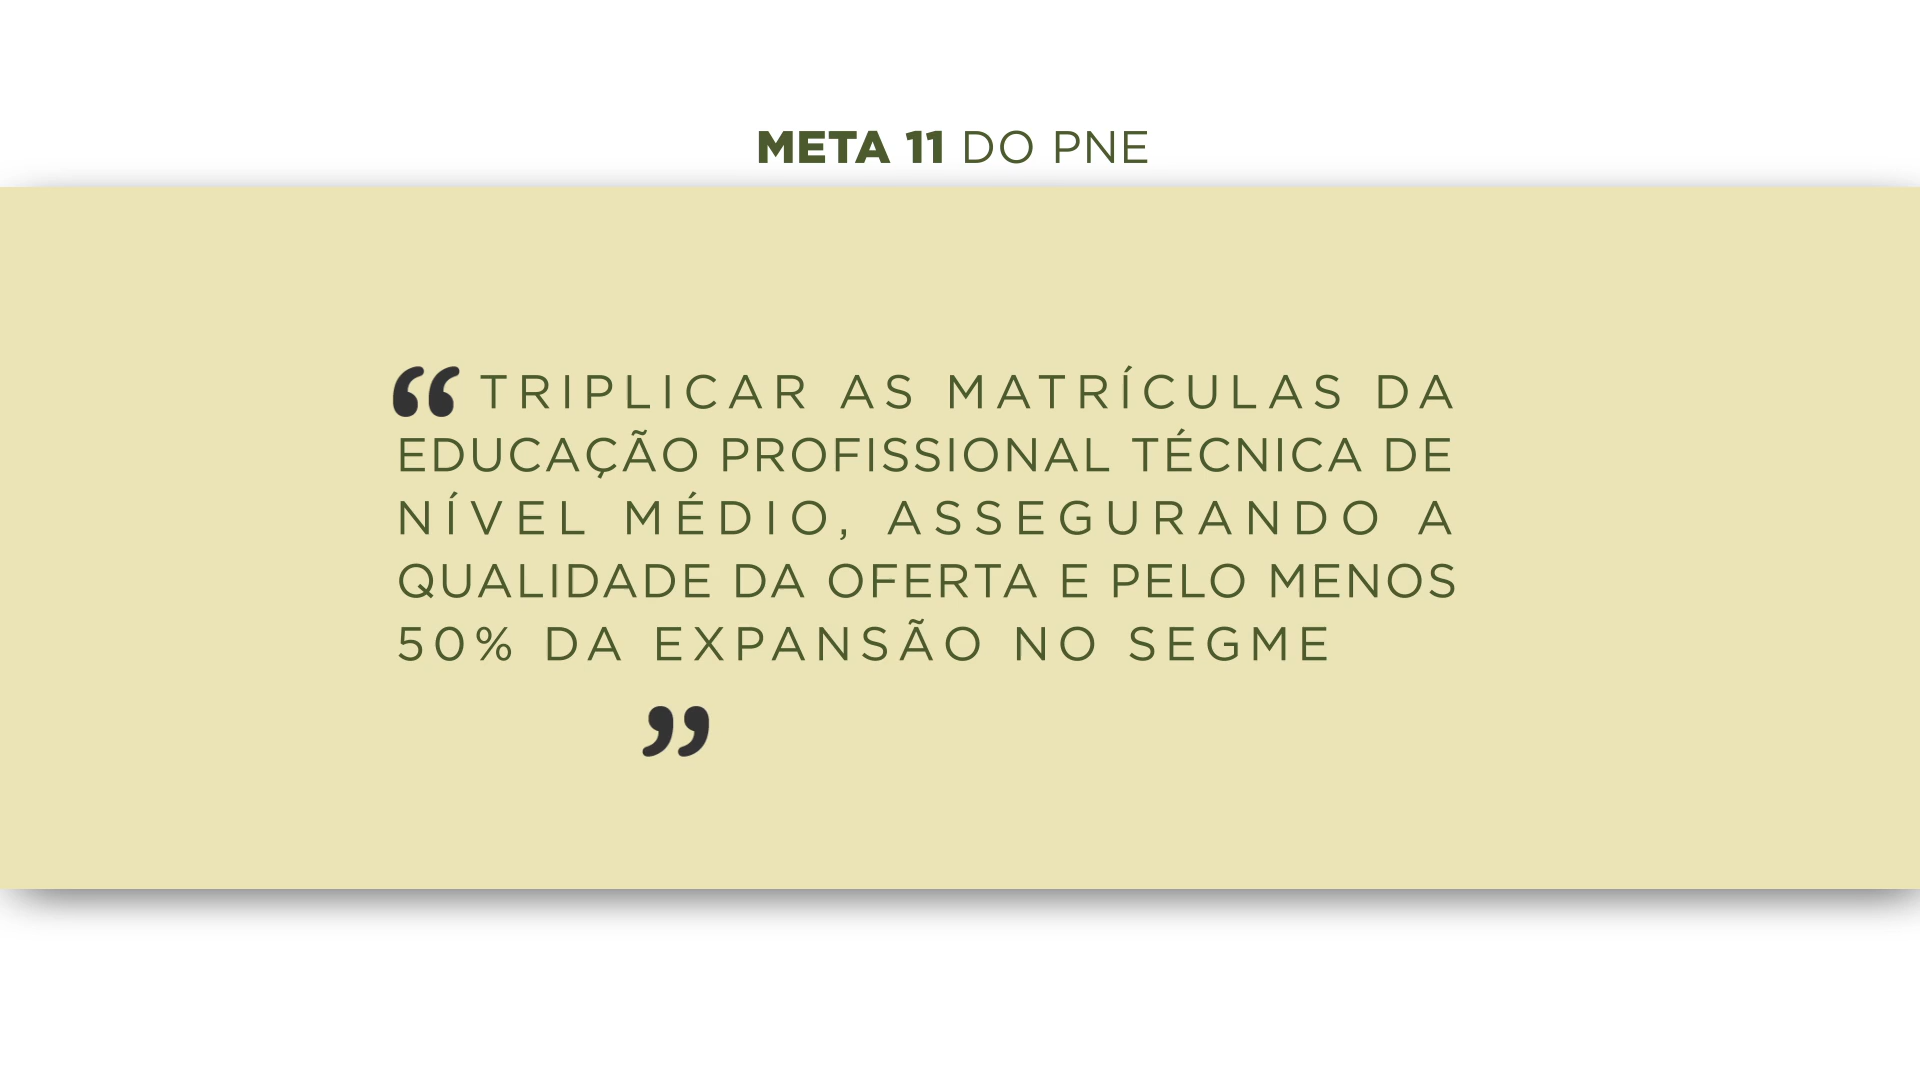 META 11 DO PNE
“TRIPLICAR AS MATRÍCULAS DA
EDUCAÇÃO PROFISSIONAL TÉCNICA DE
NÍVEL MÉDIO, ASSEGURANDO A
QUALIDADE DA OFERTA E PELO MENOS
50% DA EXPANSÃO NO SEGME
”